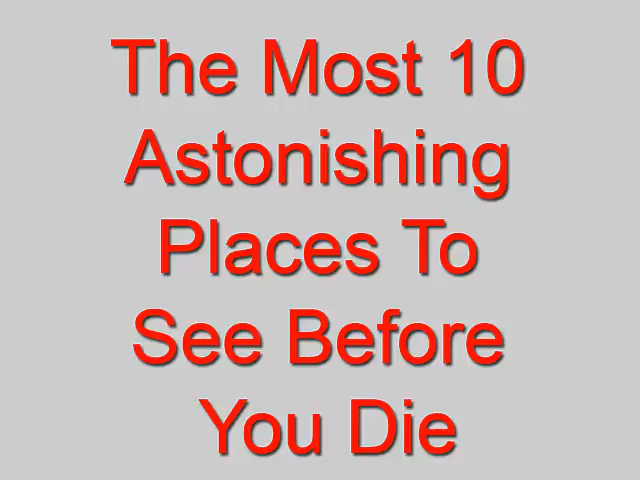 The Most 10
Astonishing
Places To
See Before
You Die